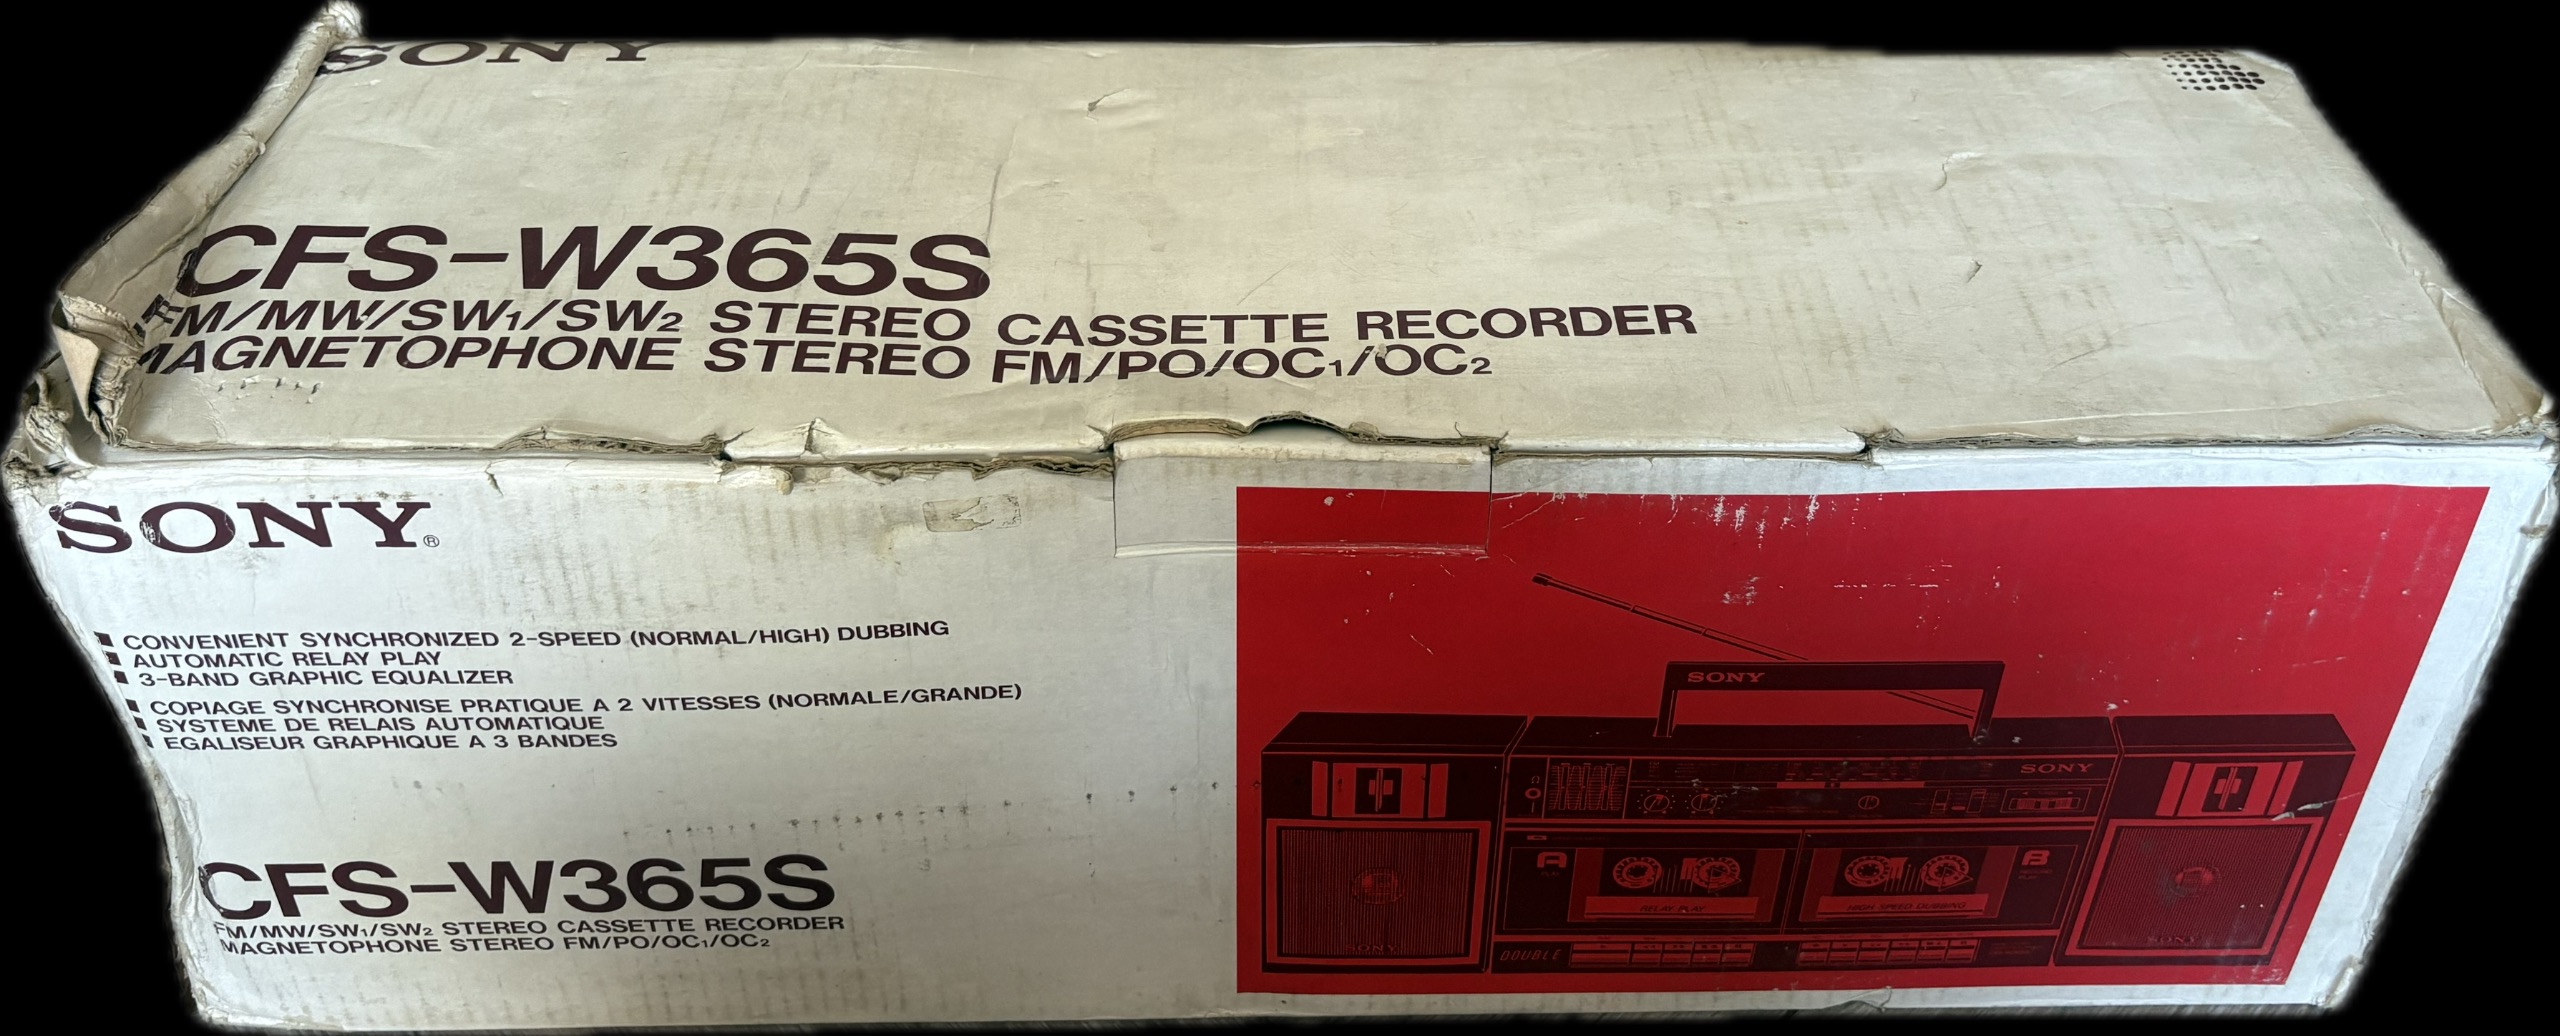 SONY
CFS-W365S
FM/MW/SW1/SW2 STEREO CASSETTE RECORDER
MAGNETOPHONE STEREO FM/PO/OC1/OC2
SONY®
■ CONVENIENT SYNCHRONIZED 2-SPEED (NORMAL/HIGH) DUBBING
■ AUTOMATIC RELAY PLAY
■ 3-BAND GRAPHIC EQUALIZER
■ COPIAGE SYNCHRONISE PRATIQUE A 2 VITESSES (NORMALE/GRANDE)
■ SYSTEME DE RELAIS AUTOMATIQUE
■ EGALISEUR GRAPHIQUE A 3 BANDES
CFS-W365S
FM/MW/SW1/SW2 STEREO CASSETTE RECORDER
MAGNETOPHONE STEREO FM/PO/OC1/OC2
SONY
SONY
A
PLAY
B
RECORD
PLAY
RELAY PLAY
HIGH SPEED DUBBING
SONY
SONY
DOUBLE